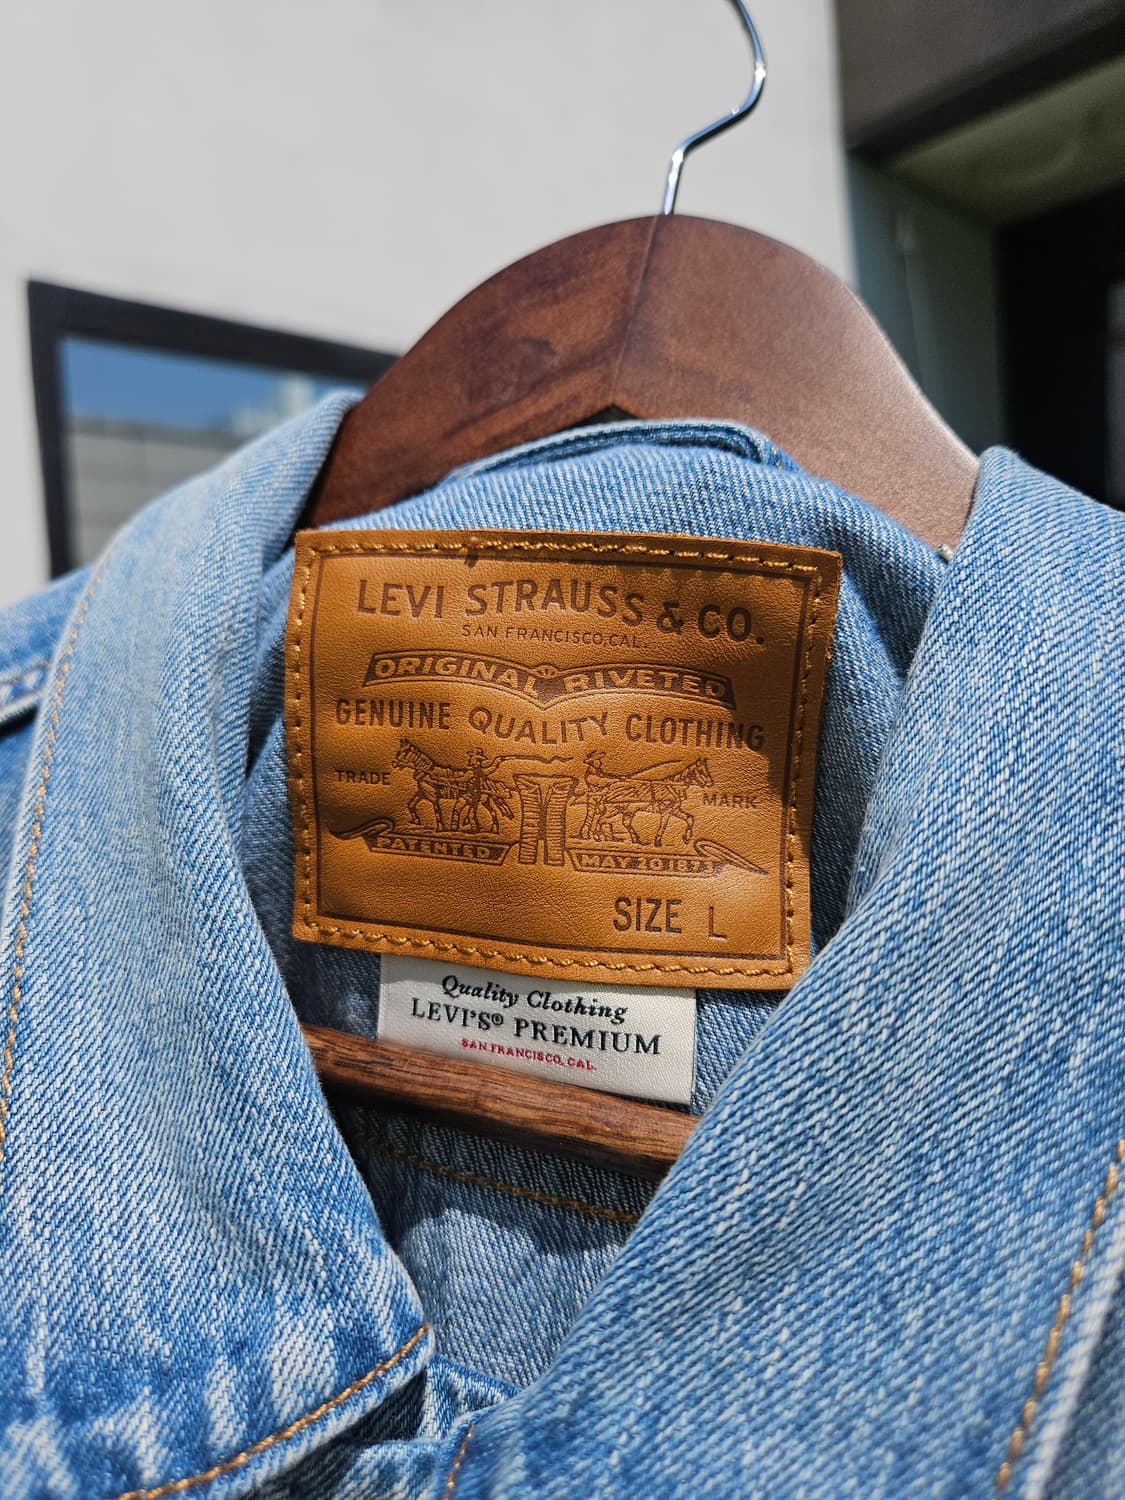 LEVI STRAUSS & CO.
SAN FRANCISCO, CAL.
ORIGINAL RIVETED
GENUINE QUALITY CLOTHING
TRADE MARK
PATENTED MAY 20 1873
SIZE L
Quality Clothing
LEVI'S® PREMIUM
SAN FRANCISCO, CAL.